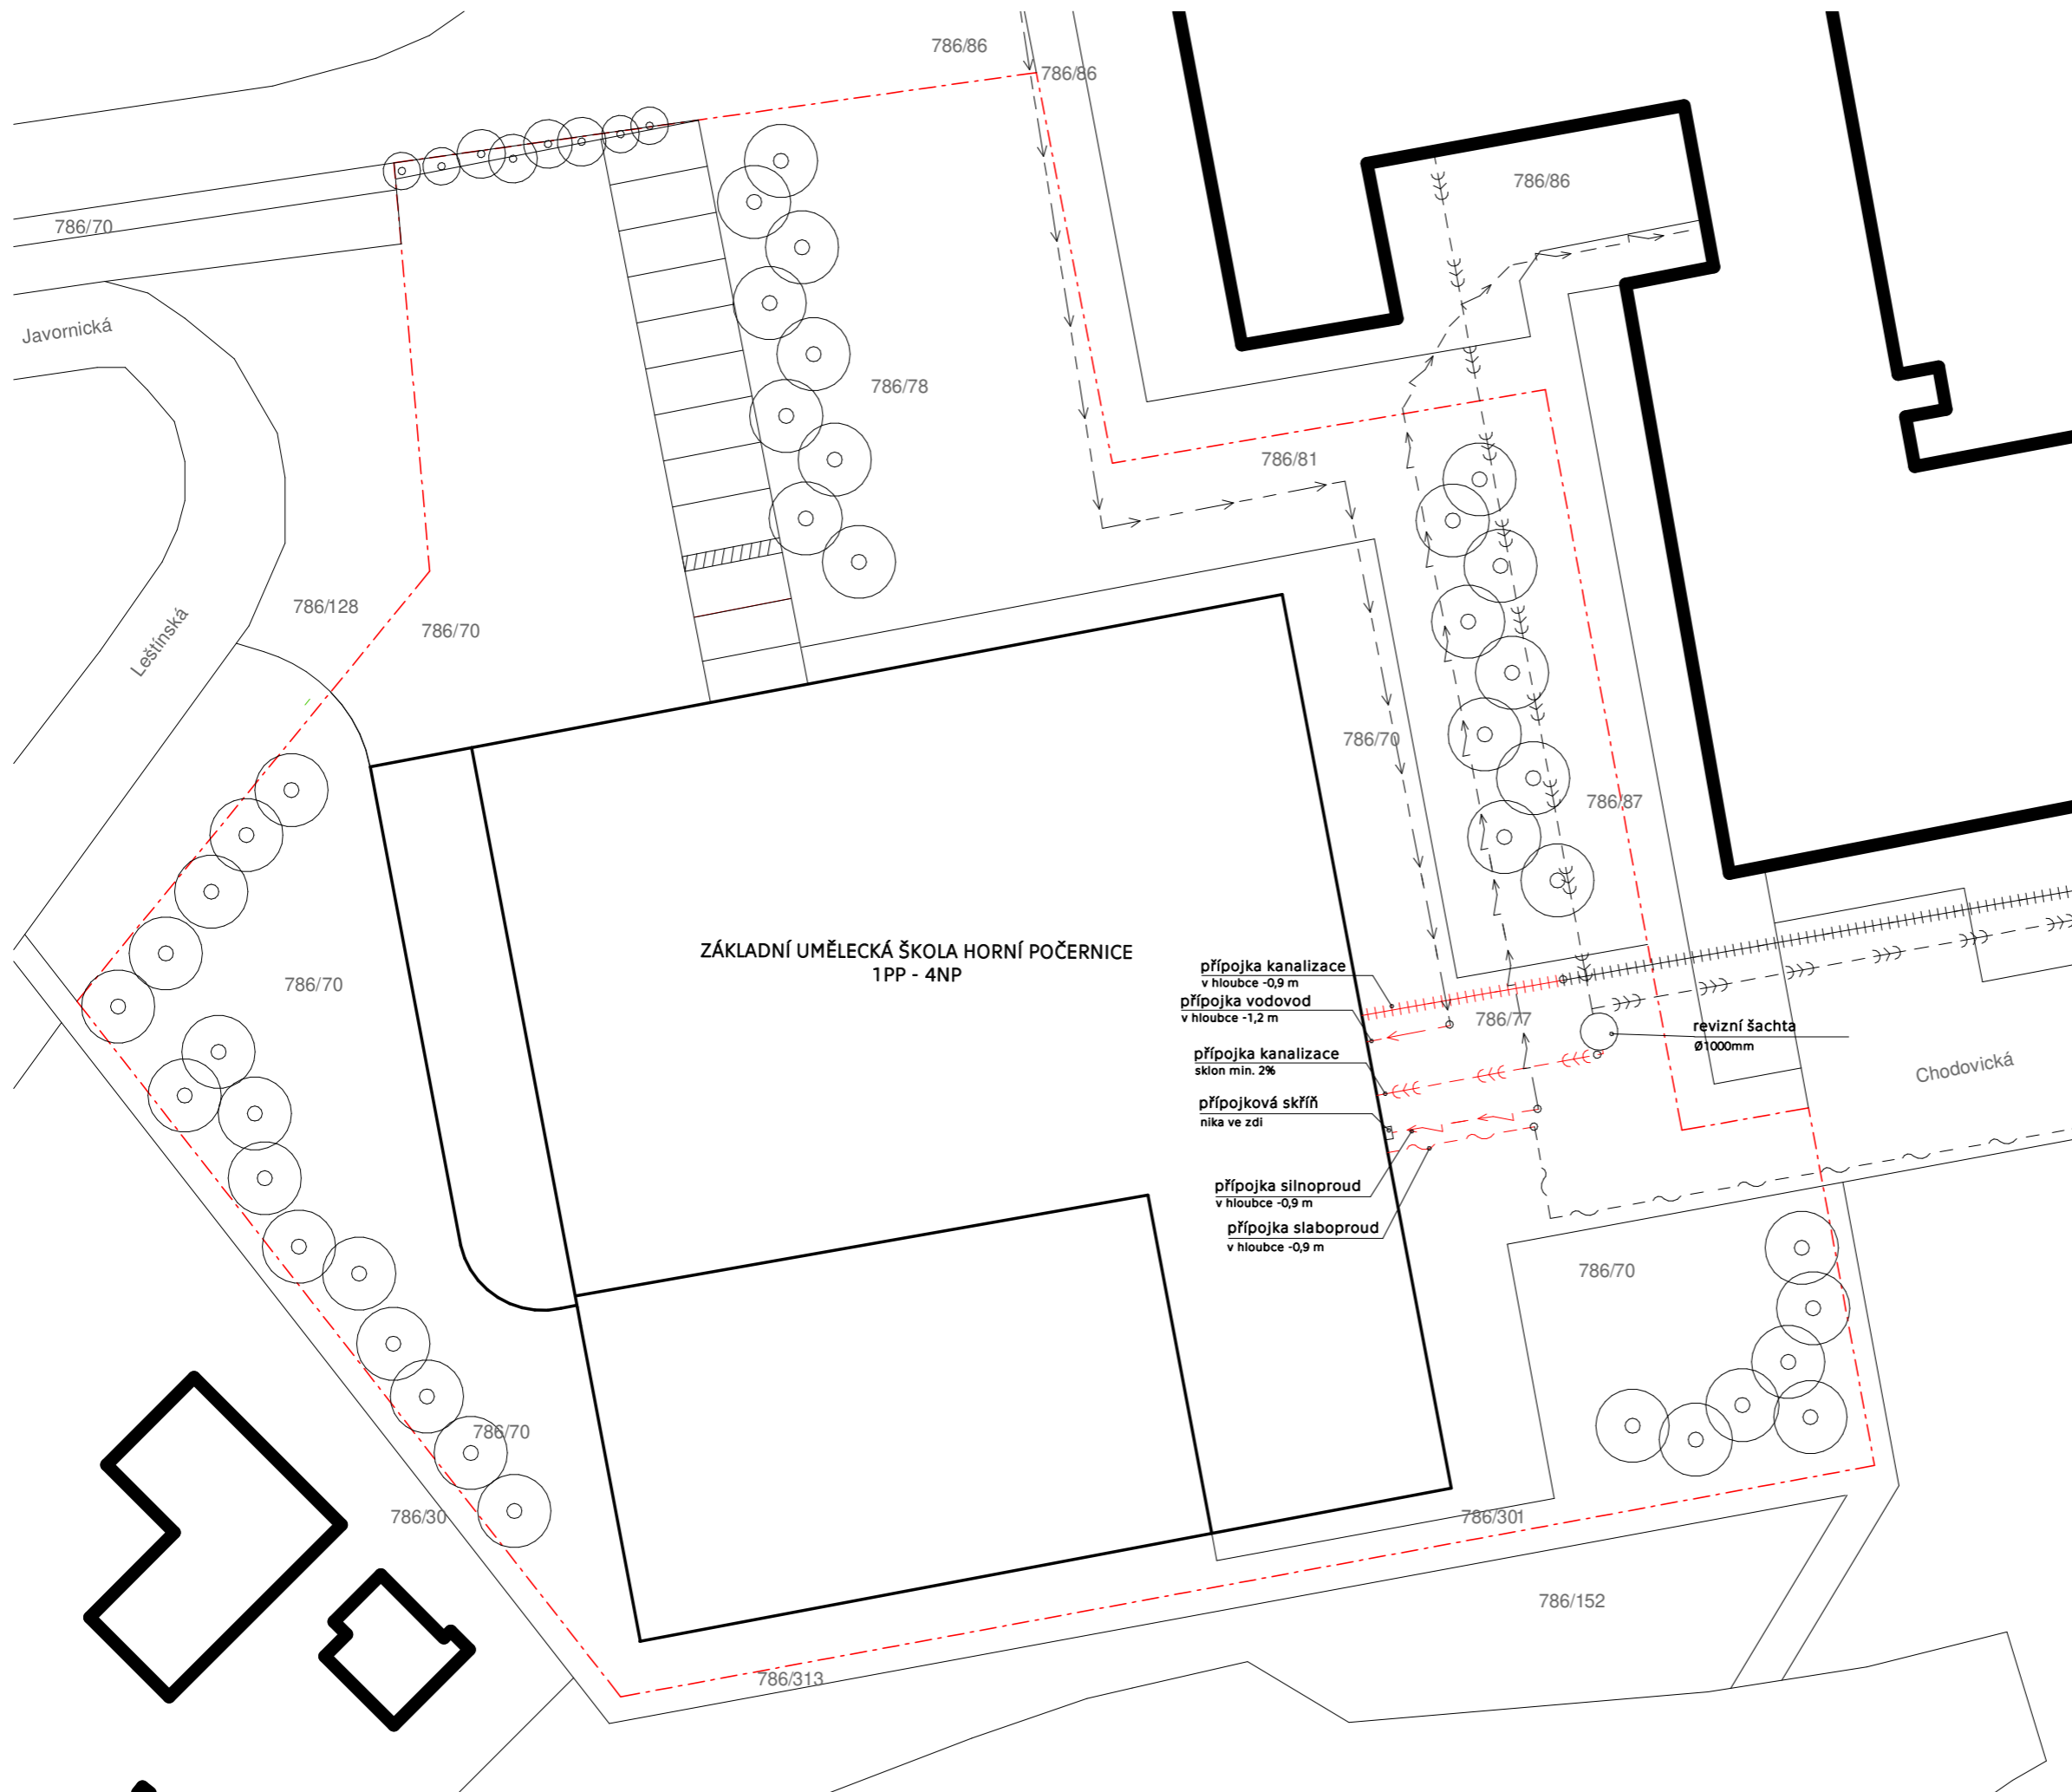 786/86
786/86
786/86
786/70
Javornická
786/78
786/81
786/128
786/70
Leštínská
786/70
786/87
ZÁKLADNÍ UMĚLECKÁ ŠKOLA HORNÍ POČERNICE
1PP - 4NP
786/70
přípojka kanalizace
v hloubce -0,9 m
přípojka vodovod
v hloubce -1,2 m
786/77
revizní šachta
Ø1000mm
přípojka kanalizace
sklon min. 2%
Chodovická
přípojková skříň
nika ve zdi
přípojka silnoproud
v hloubce -0,9 m
přípojka slaboproud
v hloubce -0,9 m
786/70
786/70
786/30
786/301
786/152
786/313